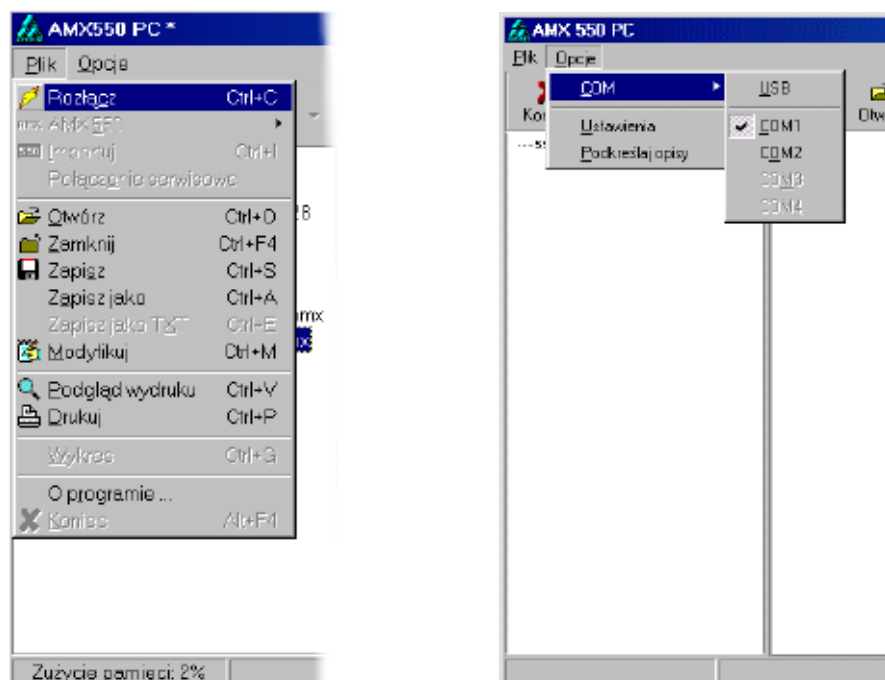 AMX550 PC *
Plik Opcje
Rozłącz Ctrl+C
AMX 550
Importuj Ctrl+I
Połączenie serwisowe
Otwórz Ctrl+O
Zamknij Ctrl+F4
Zapisz Ctrl+S
Zapisz jako Ctrl+A
Zapisz jako TXT Ctrl+E
Modyfikuj Ctrl+M
Podgląd wydruku Ctrl+V
Drukuj Ctrl+P
Wykres Ctrl+G
O programie ...
Koniec Alt+F4
Zużycie pamięci: 2%
AMX 550 PC
Plik Opcje
COM
Ustawienia
Podkreślaj opisy
USB
COM1
COM2
COM3
COM4